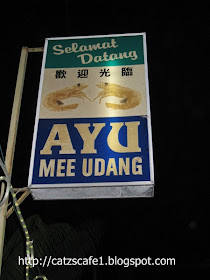 Selamat
Datang
歡迎光臨
AYU
MEE UDANG
http://catzscafe1.blogspot.com